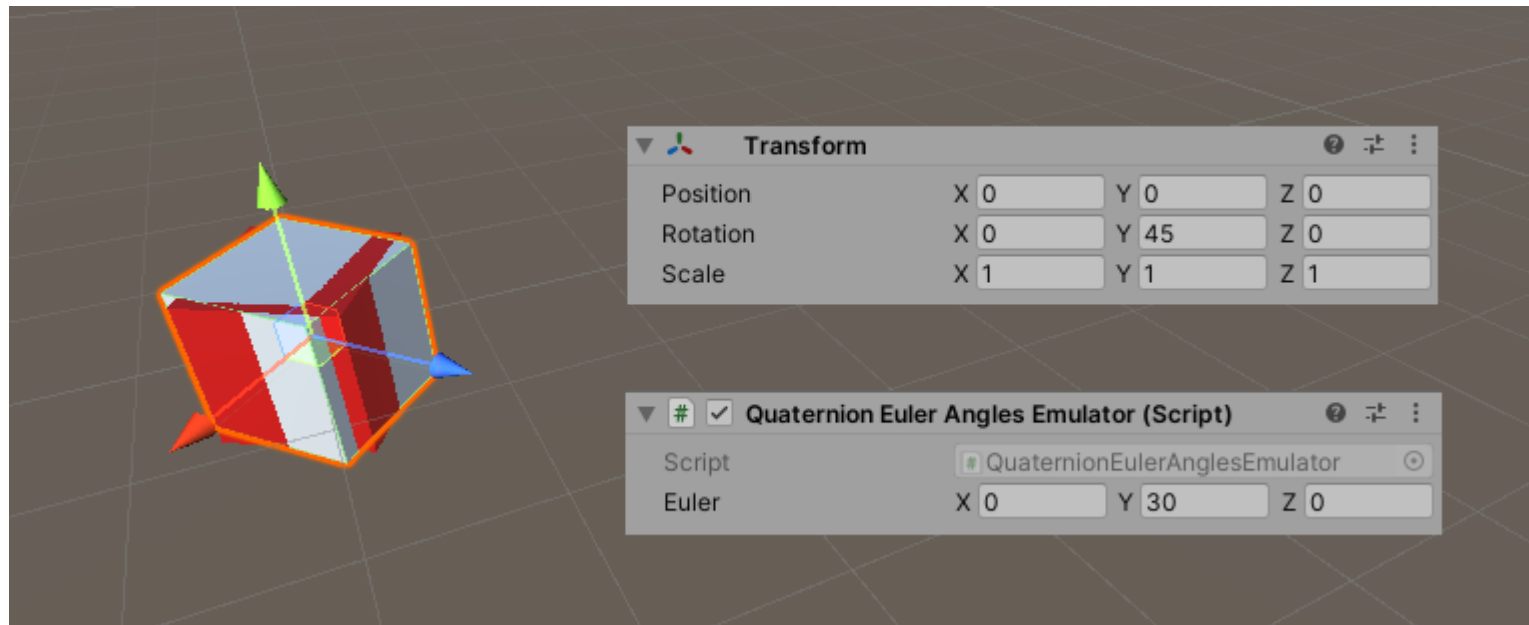 Transform
Position X 0 Y 0 Z 0
Rotation X 0 Y 45 Z 0
Scale X 1 Y 1 Z 1
# Quaternion Euler Angles Emulator (Script)
Script # QuaternionEulerAnglesEmulator
Euler X 0 Y 30 Z 0